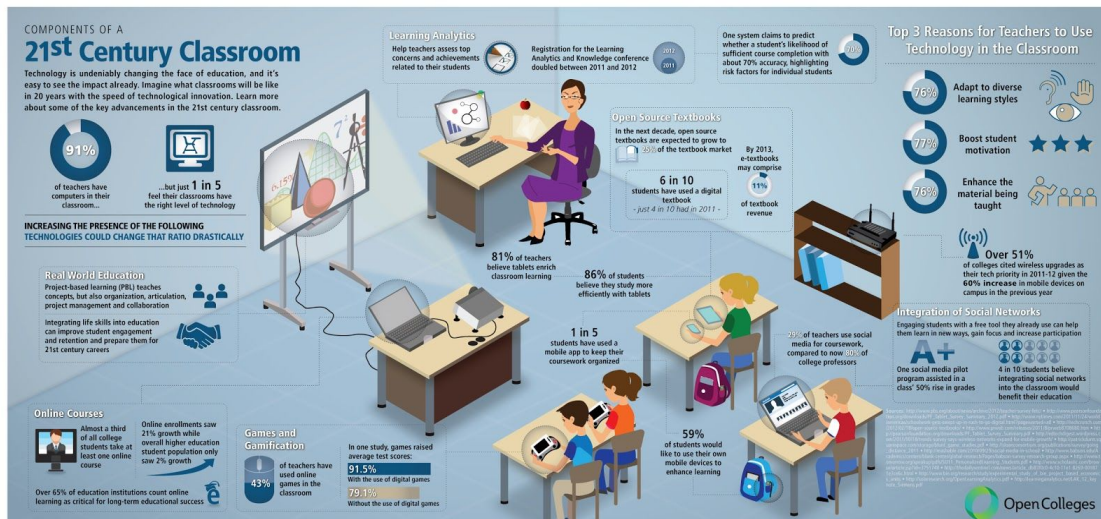 COMPONENTS OF A
21st Century Classroom
Technology is undeniably changing the face of education, and it's
easy to see the impact already. Imagine what classrooms will be like
in 20 years with the speed of technological innovation. Learn more
about some of the key advancements in the 21st century classroom.
91%
of teachers have
computers in their
classroom...
...but just 1 in 5
feel their classrooms have
the right level of technology
INCREASING THE PRESENCE OF THE FOLLOWING
TECHNOLOGIES COULD CHANGE THAT RATIO DRASTICALLY
Real World Education
Project-based learning (PBL) teaches
concepts, but also organization, articulation,
project management and collaboration
Integrating life skills into education
can improve student engagement
and retention and prepare them for
21st century careers
Online Courses
Almost a third
of all college
students take at
least one online
course
Online enrollments saw
21% growth while
overall higher education
student population only
saw 2% growth
Over 65% of education institutions count online
learning as critical for long-term educational success
Games and
Gamification
43%
of teachers have
used online
games in the
classroom
In one study, games raised
average test scores:
91.5%
With the use of digital games
79.1%
Without the use of digital games
Learning Analytics
Help teachers assess top
concerns and achievements
related to their students
Registration for the Learning
Analytics and Knowledge conference
doubled between 2011 and 2012
2012
2011
One system claims to predict
whether a student's likelihood of
sufficient course completion with
about 70% accuracy, highlighting
risk factors for individual students
70%
Open Source Textbooks
In the next decade, open source
textbooks are expected to grow to
25% of the textbook market
6 in 10
students have used a digital
textbook
- just 4 in 10 had in 2011 -
By 2013,
e-textbooks
may comprise
11%
of textbook
revenue
81% of teachers
believe tablets enrich
classroom learning
86% of students
believe they study more
efficiently with tablets
1 in 5
students have used a
mobile app to keep their
coursework organized
29% of teachers use social
media for coursework,
compared to now 80% of
college professors
59%
of students would
like to use their own
mobile devices to
enhance learning
Top 3 Reasons for Teachers to Use
Technology in the Classroom
76%
Adapt to diverse
learning styles
77%
Boost student
motivation
76%
Enhance the
material being
taught
Over 51%
of colleges cited wireless upgrades as
their tech priority in 2011-12 given the
60% increase in mobile devices on
campus in the previous year
Integration of Social Networks
Engaging students with a free tool they already use can help
them learn in new ways, gain focus and increase participation
A+
One social media pilot
program assisted in a
class' 50% rise in grades
4 in 10 students believe
integrating social networks
into the classroom would
benefit their education
Open Colleges